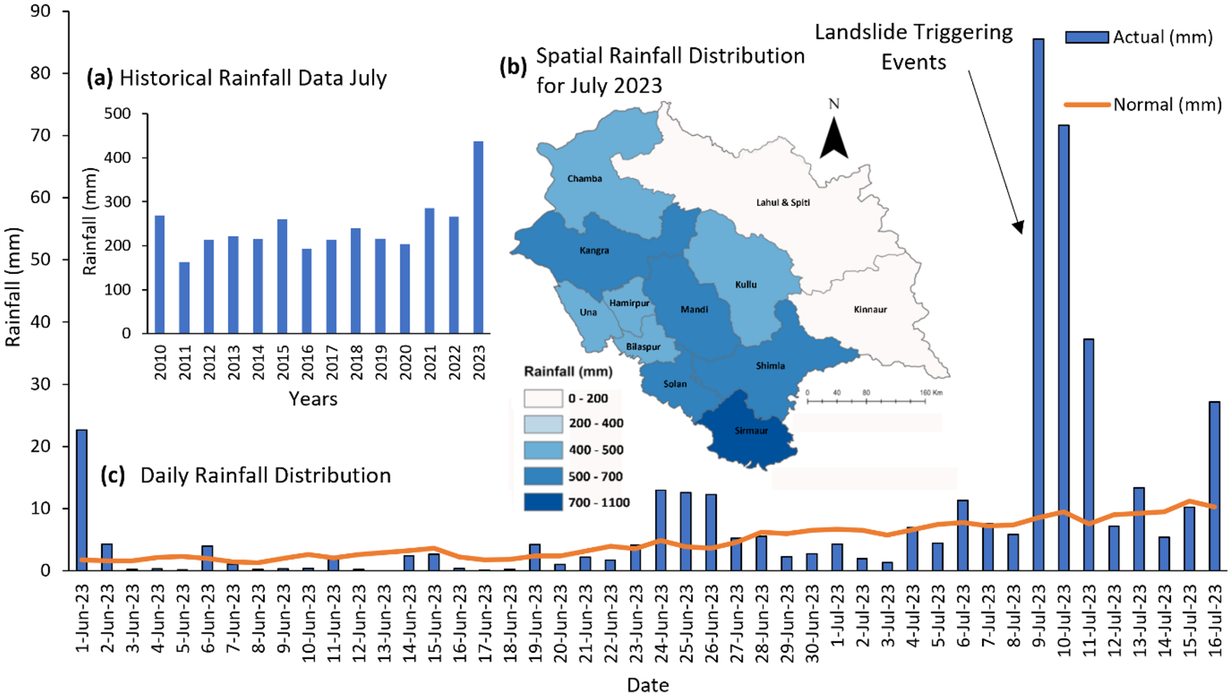 90
80
70
60
50
40
30
20
10
0
Rainfall (mm)
(a) Historical Rainfall Data July
500
400
300
200
100
0
Rainfall (mm)
2010 2011 2012 2013 2014 2015 2016 2017 2018 2019 2020 2021 2022 2023
Years
(b) Spatial Rainfall Distribution
for July 2023
N
Chamba
Lahul & Spiti
Kangra
Kullu
Hamirpur
Una
Mandi
Kinnaur
Bilaspur
Shimla
Solan
Sirmaur
0 40 80 160 Km
Rainfall (mm)
0 - 200
200 - 400
400 - 500
500 - 700
700 - 1100
Landslide Triggering
Events
Actual (mm)
Normal (mm)
(c) Daily Rainfall Distribution
1-Jun-23
2-Jun-23
3-Jun-23
4-Jun-23
5-Jun-23
6-Jun-23
7-Jun-23
8-Jun-23
9-Jun-23
10-Jun-23
11-Jun-23
12-Jun-23
13-Jun-23
14-Jun-23
15-Jun-23
16-Jun-23
17-Jun-23
18-Jun-23
19-Jun-23
20-Jun-23
21-Jun-23
22-Jun-23
23-Jun-23
24-Jun-23
25-Jun-23
26-Jun-23
27-Jun-23
28-Jun-23
29-Jun-23
30-Jun-23
1-Jul-23
2-Jul-23
3-Jul-23
4-Jul-23
5-Jul-23
6-Jul-23
7-Jul-23
8-Jul-23
9-Jul-23
10-Jul-23
11-Jul-23
12-Jul-23
13-Jul-23
14-Jul-23
15-Jul-23
16-Jul-23
Date